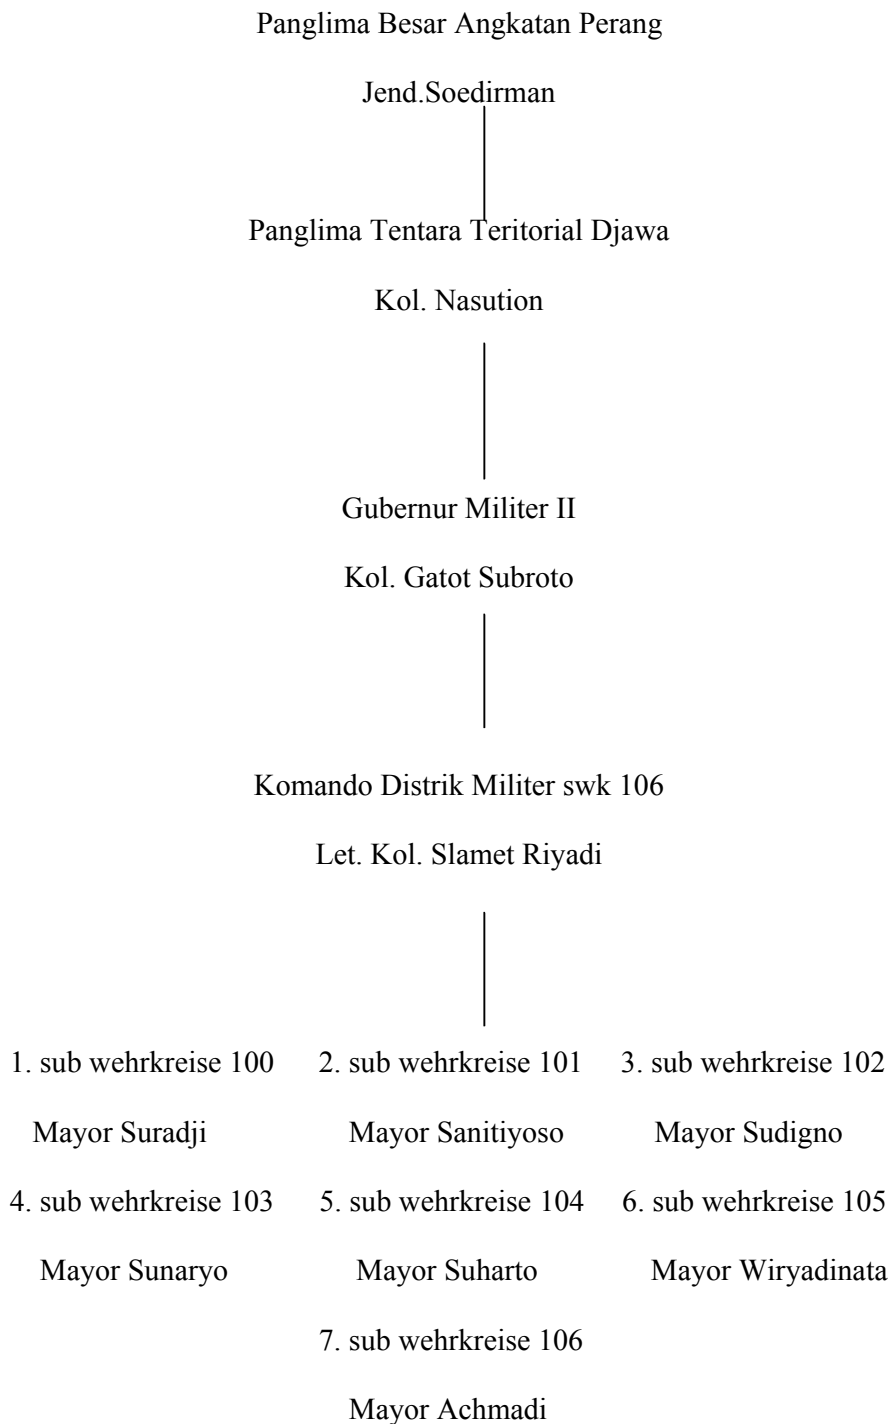 Panglima Besar Angkatan Perang
Jend.Soedirman
Panglima Tentara Teritorial Djawa
Kol. Nasution
Gubernur Militer II
Kol. Gatot Subroto
Komando Distrik Militer swk 106
Let. Kol. Slamet Riyadi
1. sub wehrkreise 100 2. sub wehrkreise 101 3. sub wehrkreise 102
Mayor Suradji Mayor Sanitiyoso Mayor Sudigno
4. sub wehrkreise 103 5. sub wehrkreise 104 6. sub wehrkreise 105
Mayor Sunaryo Mayor Suharto Mayor Wiryadinata
7. sub wehrkreise 106
Mayor Achmadi